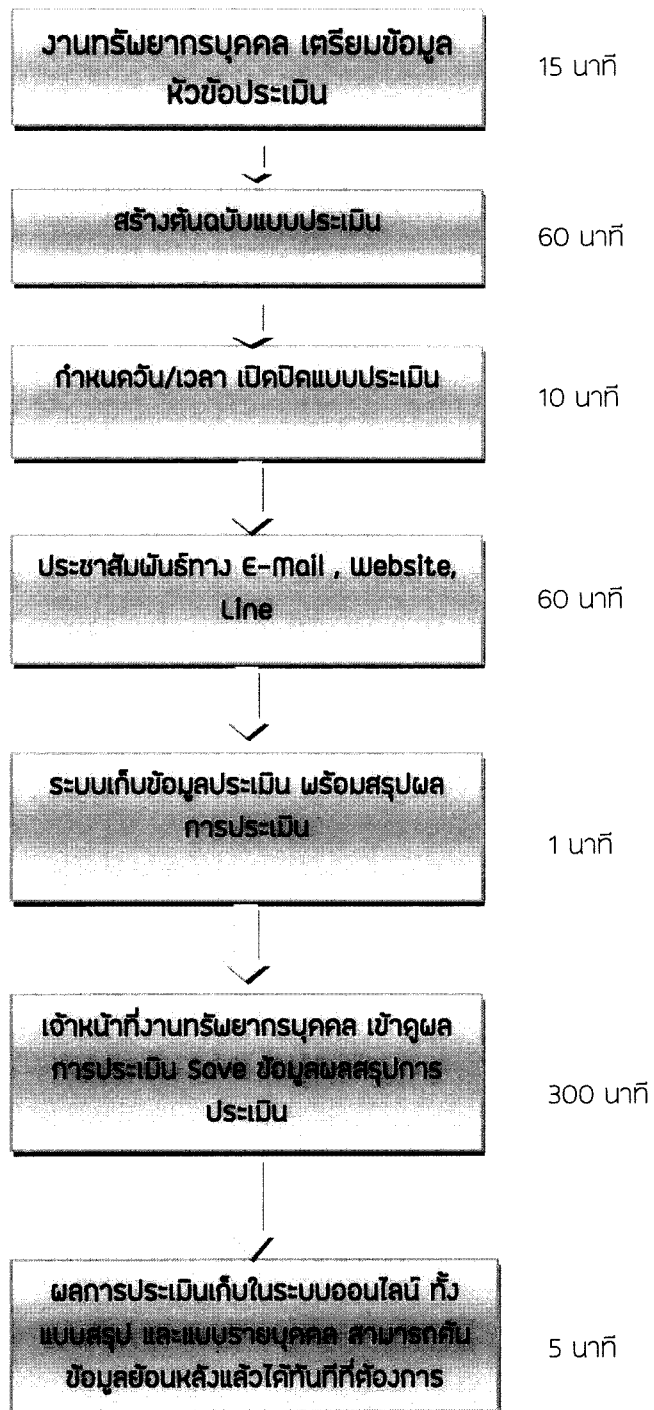 งานทรัพยากรบุคคล เตรียมข้อมูล
หัวข้อประเมิน
15 นาที
สร้างต้นฉบับแบบประเมิน
60 นาที
กำหนดวัน/เวลา เปิดปิดแบบประเมิน
10 นาที
ประชาสัมพันธ์ทาง E-Mail , Website,
Line
60 นาที
ระบบเก็บข้อมูลประเมิน พร้อมสรุปผล
การประเมิน
1 นาที
เจ้าหน้าที่งานทรัพยากรบุคคล เข้าดูผล
การประเมิน Save ข้อมูลผลสรุปการ
ประเมิน
300 นาที
ผลการประเมินเก็บในระบบออนไลน์ ทั้ง
แบบสรุป และแบบรายบุคคล สามารถค้น
ข้อมูลย้อนหลังแล้วได้ทันทีที่ต้องการ
5 นาที